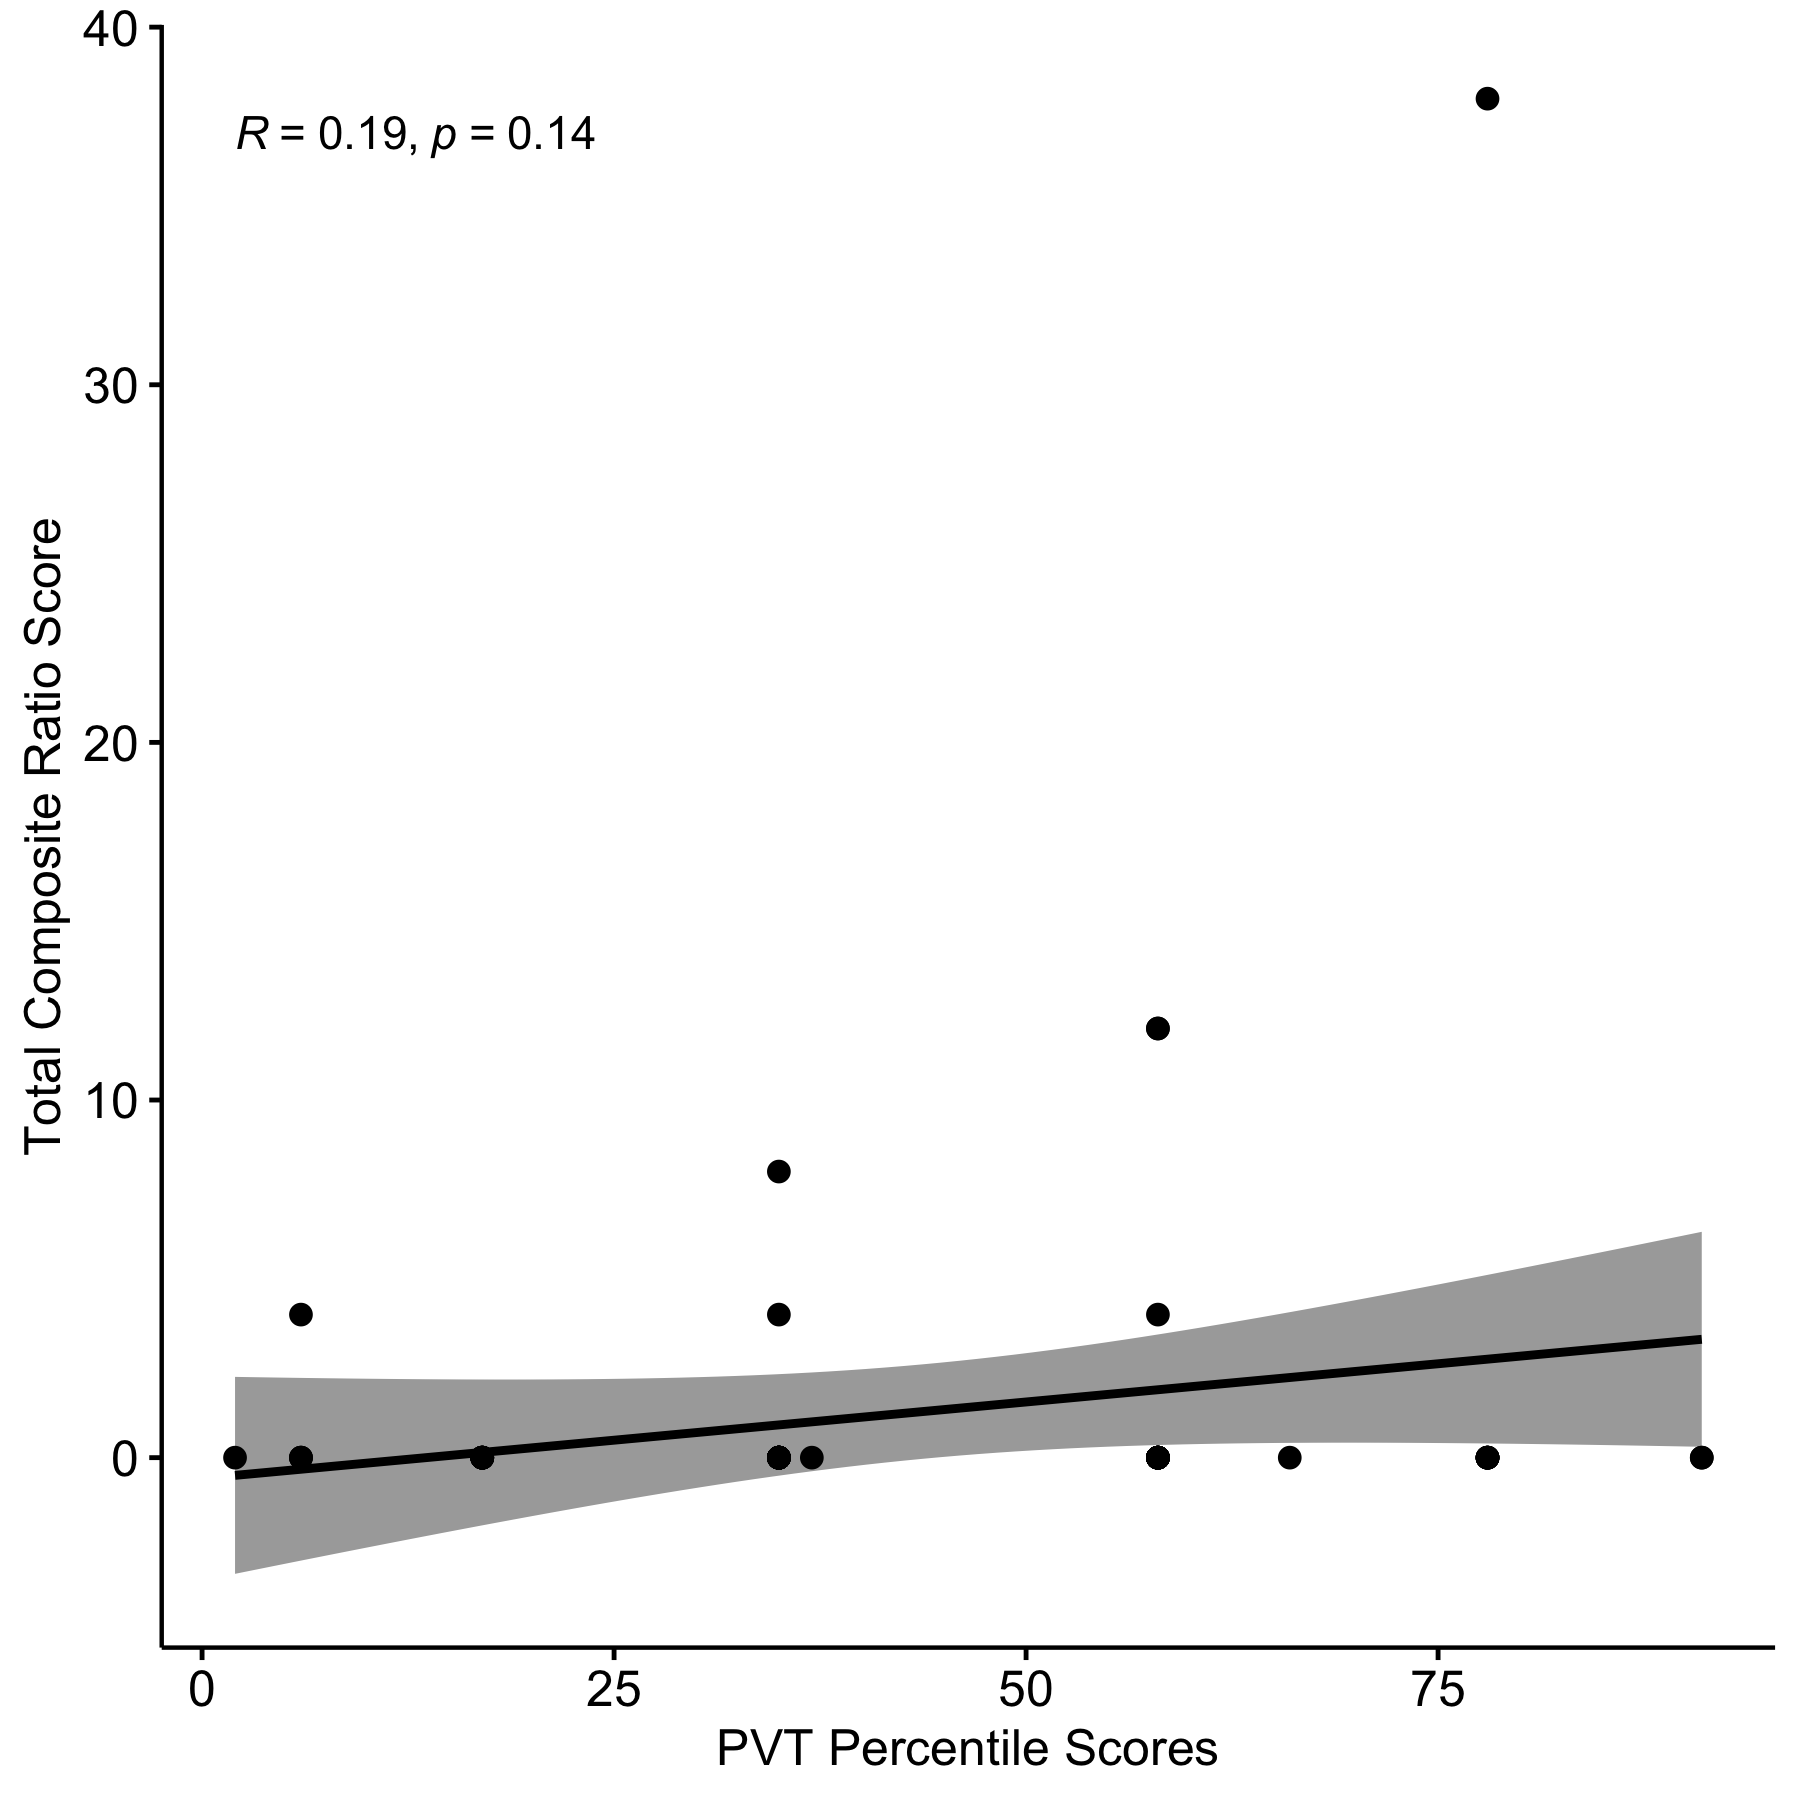 40
R = 0.19, p = 0.14
30
20
10
0
Total Composite Ratio Score
0 25 50 75
PVT Percentile Scores